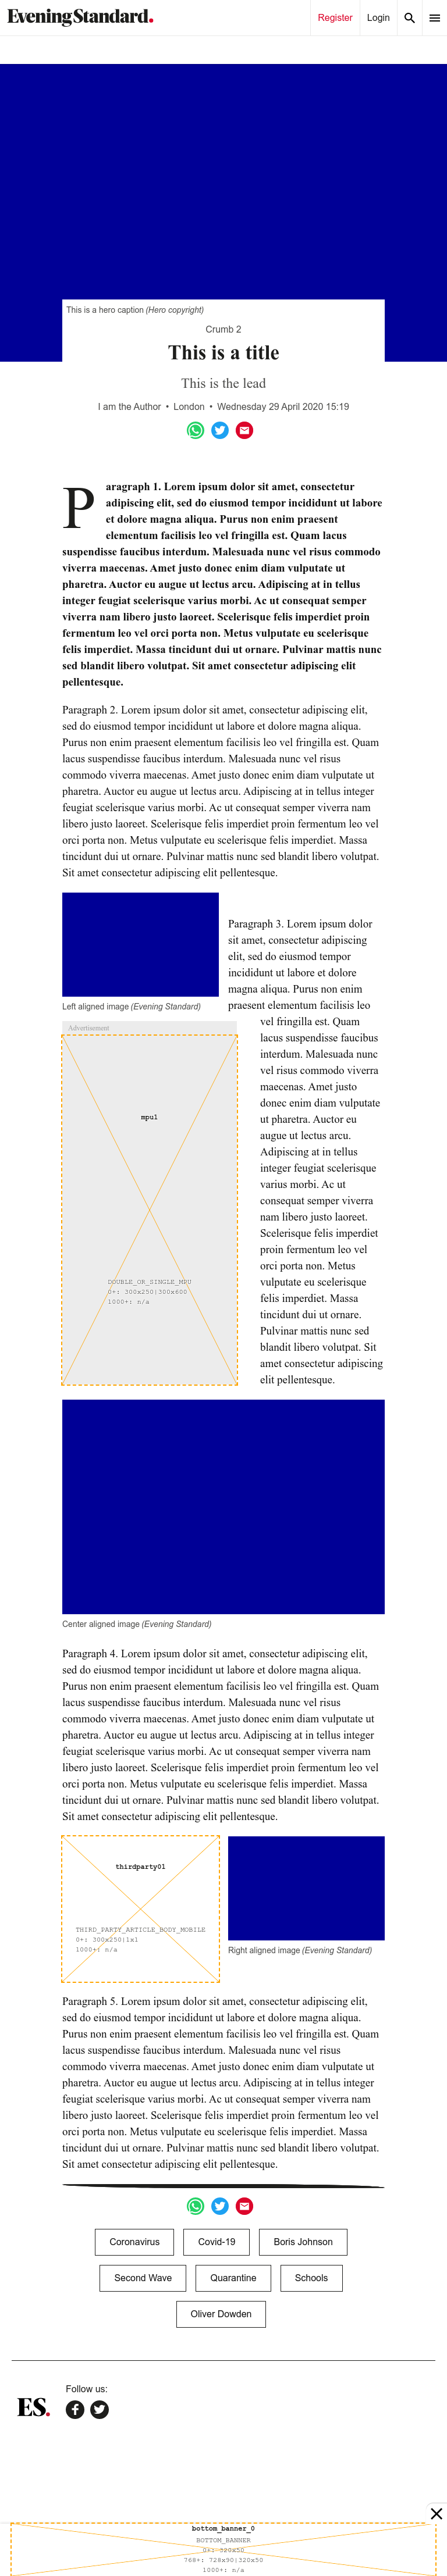 Evening Standard.
Register
Login
This is a hero caption (Hero copyright)
Crumb 2
This is a title
This is the lead
I am the Author • London • Wednesday 29 April 2020 15:19
Paragraph 1. Lorem ipsum dolor sit amet, consectetur
adipiscing elit, sed do eiusmod tempor incididunt ut labore
et dolore magna aliqua. Purus non enim praesent
elementum facilisis leo vel fringilla est. Quam lacus
suspendisse faucibus interdum. Malesuada nunc vel risus commodo
viverra maecenas. Amet justo donec enim diam vulputate ut
pharetra. Auctor eu augue ut lectus arcu. Adipiscing at in tellus
integer feugiat scelerisque varius morbi. Ac ut consequat semper
viverra nam libero justo laoreet. Scelerisque felis imperdiet proin
fermentum leo vel orci porta non. Metus vulputate eu scelerisque
felis imperdiet. Massa tincidunt dui ut ornare. Pulvinar mattis nunc
sed blandit libero volutpat. Sit amet consectetur adipiscing elit
pellentesque.
Paragraph 2. Lorem ipsum dolor sit amet, consectetur adipiscing elit,
sed do eiusmod tempor incididunt ut labore et dolore magna aliqua.
Purus non enim praesent elementum facilisis leo vel fringilla est. Quam
lacus suspendisse faucibus interdum. Malesuada nunc vel risus
commodo viverra maecenas. Amet justo donec enim diam vulputate ut
pharetra. Auctor eu augue ut lectus arcu. Adipiscing at in tellus integer
feugiat scelerisque varius morbi. Ac ut consequat semper viverra nam
libero justo laoreet. Scelerisque felis imperdiet proin fermentum leo vel
orci porta non. Metus vulputate eu scelerisque felis imperdiet. Massa
tincidunt dui ut ornare. Pulvinar mattis nunc sed blandit libero volutpat.
Sit amet consectetur adipiscing elit pellentesque.
Left aligned image (Evening Standard)
Paragraph 3. Lorem ipsum dolor
sit amet, consectetur adipiscing
elit, sed do eiusmod tempor
incididunt ut labore et dolore
magna aliqua. Purus non enim
praesent elementum facilisis leo
vel fringilla est. Quam
lacus suspendisse faucibus
interdum. Malesuada nunc
vel risus commodo viverra
maecenas. Amet justo
donec enim diam vulputate
ut pharetra. Auctor eu
augue ut lectus arcu.
Adipiscing at in tellus
integer feugiat scelerisque
varius morbi. Ac ut
consequat semper viverra
nam libero justo laoreet.
Scelerisque felis imperdiet
proin fermentum leo vel
orci porta non. Metus
vulputate eu scelerisque
felis imperdiet. Massa
tincidunt dui ut ornare.
Pulvinar mattis nunc sed
blandit libero volutpat. Sit
amet consectetur adipiscing
elit pellentesque.
Advertisement
mpu1
DOUBLE_OR_SINGLE_MPU
0+: 300x250|300x600
1000+: n/a
Center aligned image (Evening Standard)
Paragraph 4. Lorem ipsum dolor sit amet, consectetur adipiscing elit,
sed do eiusmod tempor incididunt ut labore et dolore magna aliqua.
Purus non enim praesent elementum facilisis leo vel fringilla est. Quam
lacus suspendisse faucibus interdum. Malesuada nunc vel risus
commodo viverra maecenas. Amet justo donec enim diam vulputate ut
pharetra. Auctor eu augue ut lectus arcu. Adipiscing at in tellus integer
feugiat scelerisque varius morbi. Ac ut consequat semper viverra nam
libero justo laoreet. Scelerisque felis imperdiet proin fermentum leo vel
orci porta non. Metus vulputate eu scelerisque felis imperdiet. Massa
tincidunt dui ut ornare. Pulvinar mattis nunc sed blandit libero volutpat.
Sit amet consectetur adipiscing elit pellentesque.
thirdparty01
THIRD_PARTY_ARTICLE_BODY_MOBILE
0+: 300x250|1x1
1000+: n/a
Right aligned image (Evening Standard)
Paragraph 5. Lorem ipsum dolor sit amet, consectetur adipiscing elit,
sed do eiusmod tempor incididunt ut labore et dolore magna aliqua.
Purus non enim praesent elementum facilisis leo vel fringilla est. Quam
lacus suspendisse faucibus interdum. Malesuada nunc vel risus
commodo viverra maecenas. Amet justo donec enim diam vulputate ut
pharetra. Auctor eu augue ut lectus arcu. Adipiscing at in tellus integer
feugiat scelerisque varius morbi. Ac ut consequat semper viverra nam
libero justo laoreet. Scelerisque felis imperdiet proin fermentum leo vel
orci porta non. Metus vulputate eu scelerisque felis imperdiet. Massa
tincidunt dui ut ornare. Pulvinar mattis nunc sed blandit libero volutpat.
Sit amet consectetur adipiscing elit pellentesque.
Coronavirus
Covid-19
Boris Johnson
Second Wave
Quarantine
Schools
Oliver Dowden
ES.
Follow us:
bottom_banner_0
BOTTOM_BANNER
0+: 320x50
768+: 728x90|320x50
1000+: n/a